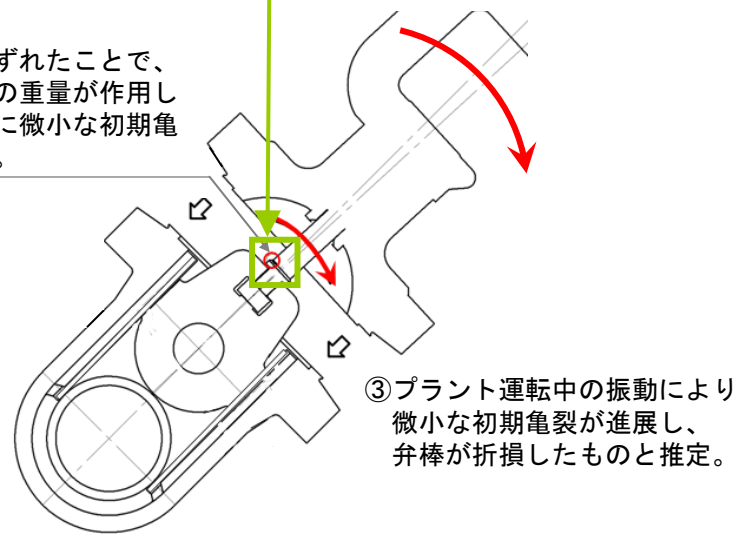 ずれたことで、
の重量が作用し
に微小な初期亀
。
③プラント運転中の振動により
微小な初期亀裂が進展し、
弁棒が折損したものと推定。